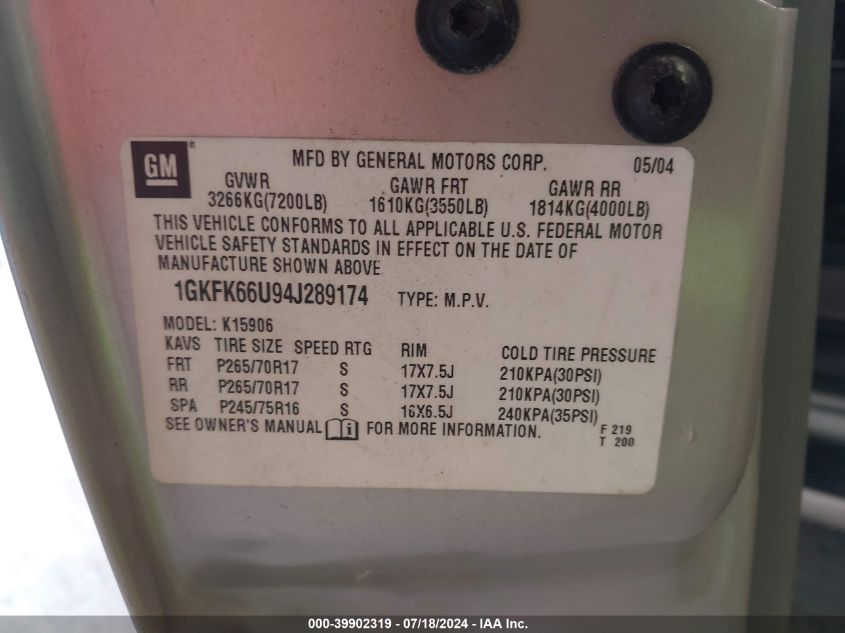 GM
MFD BY GENERAL MOTORS CORP. 05/04
GVWR GAWR FRT GAWR RR
3266KG(7200LB) 1610KG(3550LB) 1814KG(4000LB)
THIS VEHICLE CONFORMS TO ALL APPLICABLE U.S. FEDERAL MOTOR
VEHICLE SAFETY STANDARDS IN EFFECT ON THE DATE OF
MANUFACTURE SHOWN ABOVE
1GKFK66U94J289174 TYPE: M.P.V.
MODEL: K15906
KAVS TIRE SIZE SPEED RTG RIM COLD TIRE PRESSURE
FRT P265/70R17 S 17X7.5J 210KPA(30PSI)
RR P265/70R17 S 17X7.5J 210KPA(30PSI)
SPA P245/75R16 S 16X6.5J 240KPA(35PSI)
SEE OWNER'S MANUAL i FOR MORE INFORMATION. F 219
T 200
000-39902319 - 07/18/2024 - IAA Inc.